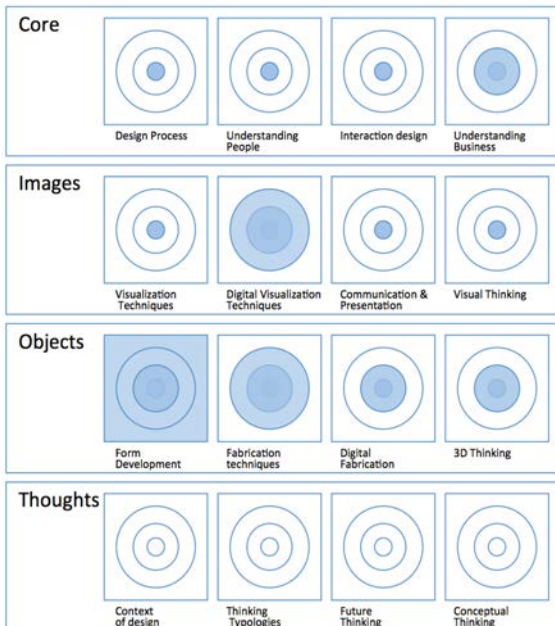 Core
Design Process
Understanding
People
Interaction design
Understanding
Business
Images
Visualization
Techniques
Digital Visualization
Techniques
Communication &
Presentation
Visual Thinking
Objects
Form
Development
Fabrication
techniques
Digital
Fabrication
3D Thinking
Thoughts
Context
of design
Thinking
Typologies
Future
Thinking
Conceptual
Thinking